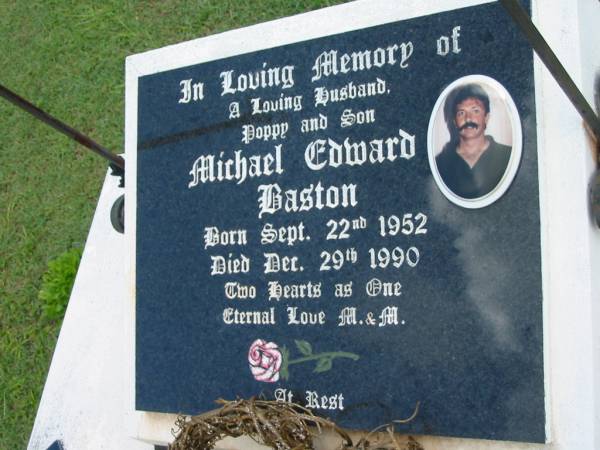 In Loving Memory of
A Loving Husband,
Poppy and Son
Michael Edward
Baston
Born Sept. 22nd 1952
Died Dec. 29th 1990
Two Hearts as One
Eternal Love M.&M.
At Rest